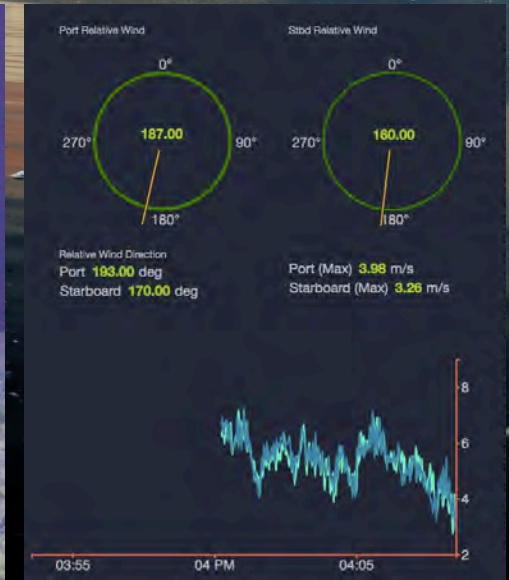 Port Relative Wind
Stbd Relative Wind
0°
270°
187.00
90°
180°
0°
270°
160.00
90°
180°
Relative Wind Direction
Port 193.00 deg
Starboard 170.00 deg
Port (Max) 3.98 m/s
Starboard (Max) 3.26 m/s
8
6
4
2
03:55
04 PM
04:05